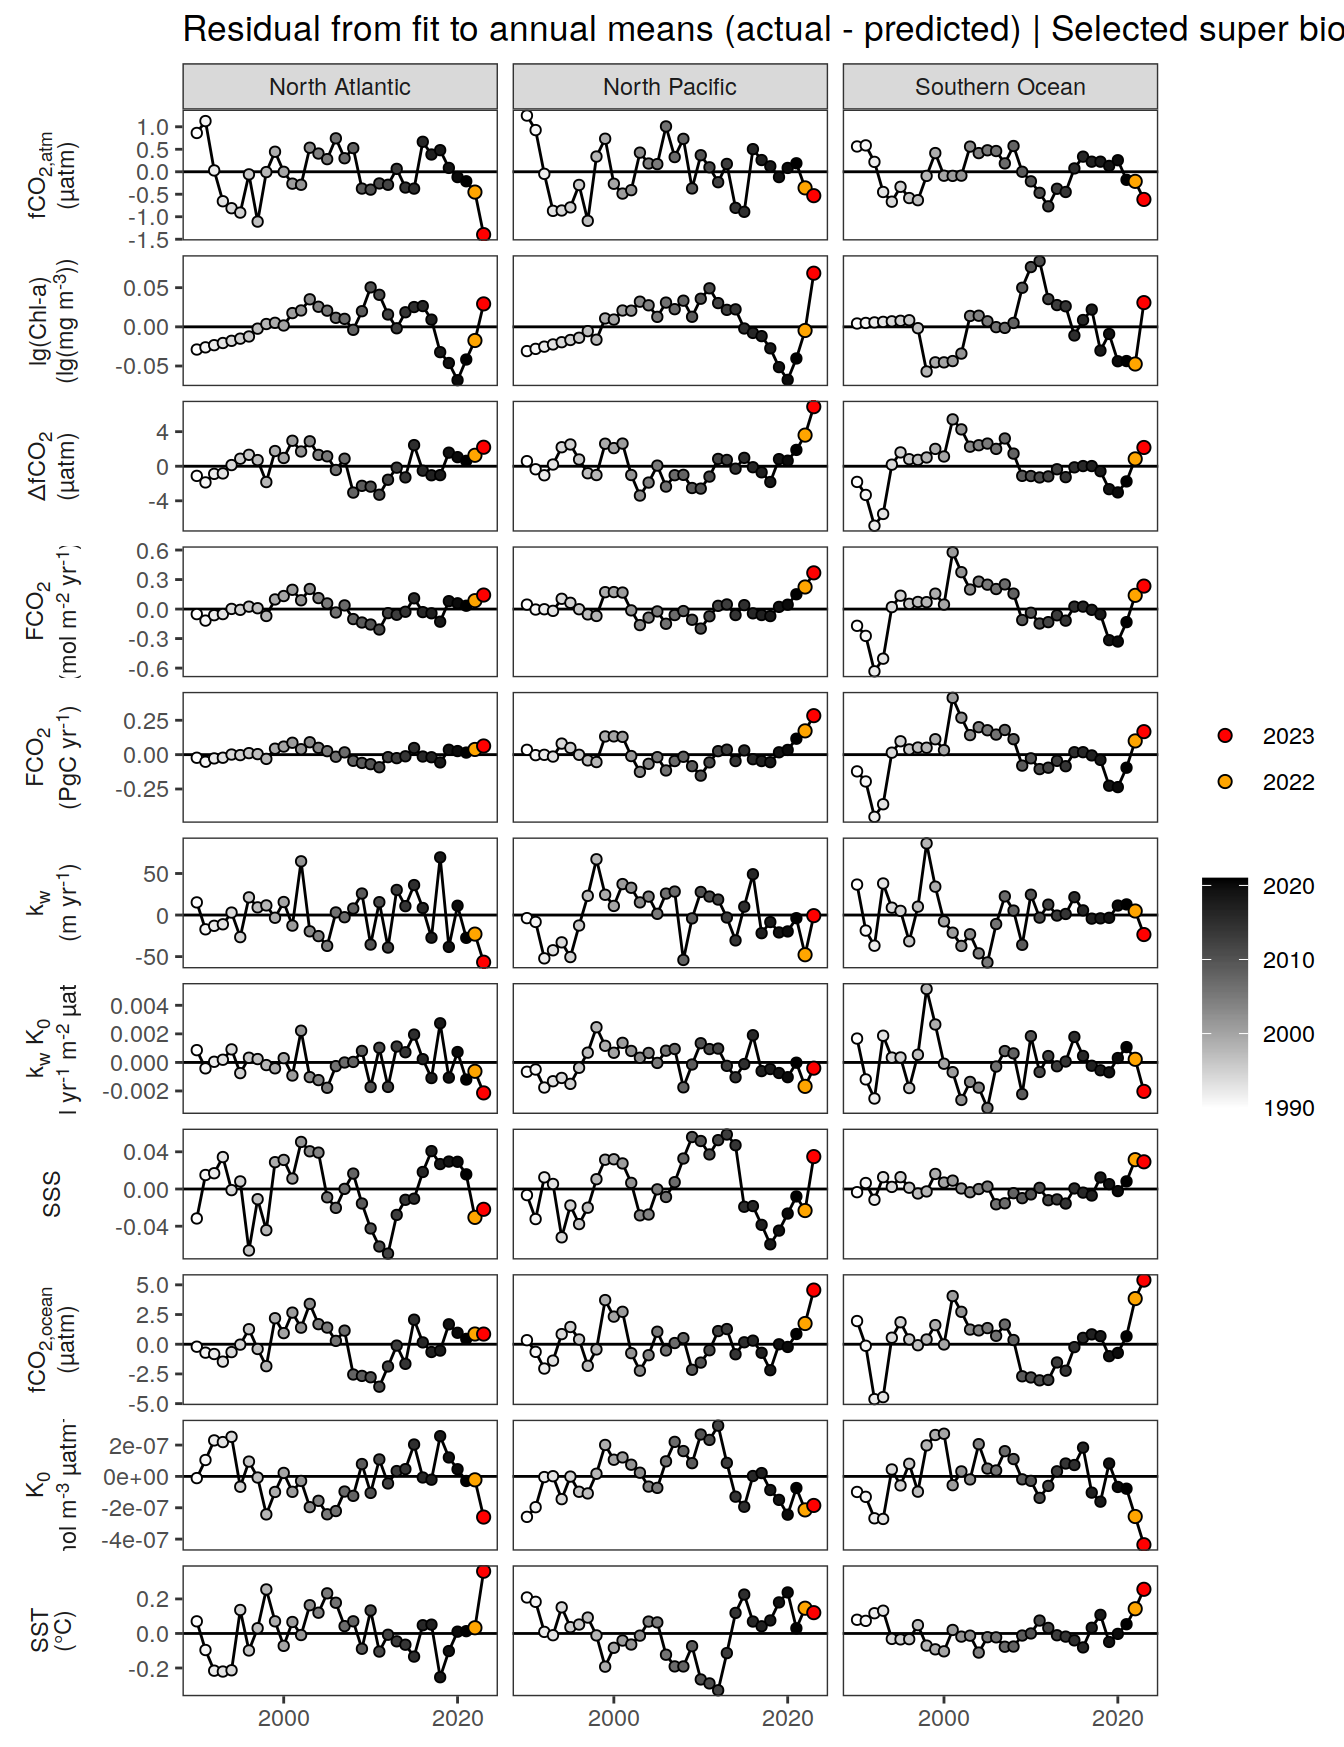 Residual from fit to annual means (actual - predicted) | Selected super bio
North Atlantic
North Pacific
Southern Ocean
fCO2,atm
(µatm)
1.0
0.5
0.0
-0.5
-1.0
-1.5
lg(Chl-a)
(lg(mg m-3))
0.05
0.00
-0.05
ΔfCO2
(µatm)
4
0
-4
FCO2
(mol m-2 yr-1)
0.6
0.3
0.0
-0.3
-0.6
FCO2
(PgC yr-1)
0.25
0.00
-0.25
kw
(m yr-1)
50
0
-50
kw K0
l yr-1 m-2 µat
0.004
0.002
0.000
-0.002
SSS
0.04
0.00
-0.04
fCO2,ocean
(µatm)
5.0
2.5
0.0
-2.5
-5.0
K0
nol m-3 µatm-
2e-07
0e+00
-2e-07
-4e-07
SST
(°C)
0.2
0.0
-0.2
2000
2020
2000
2020
2000
2020
2023
2022
2020
2010
2000
1990